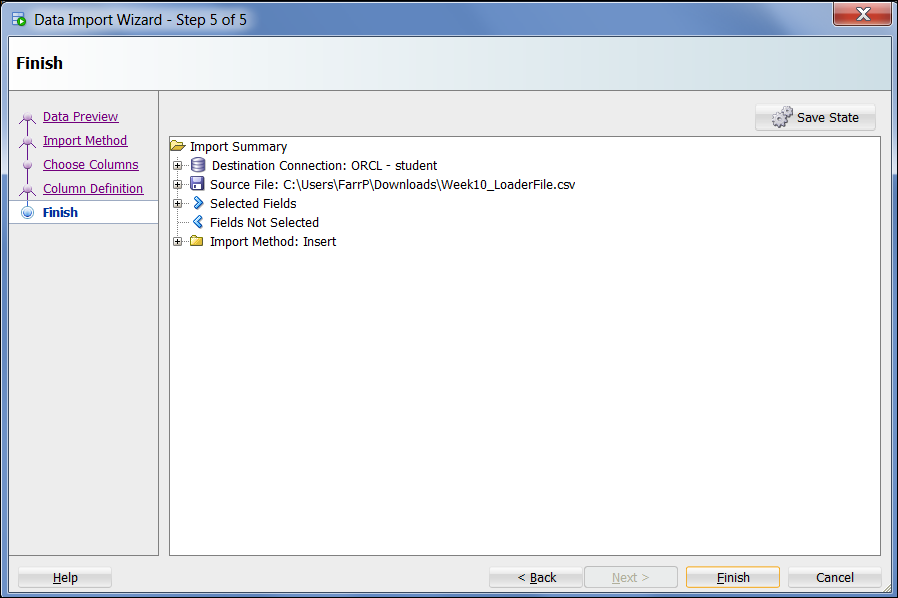 Data Import Wizard - Step 5 of 5
Finish
Data Preview
Import Method
Choose Columns
Column Definition
Finish
Save State
Import Summary
Destination Connection: ORCL - student
Source File: C:\Users\FarrP\Downloads\Week10_LoaderFile.csv
Selected Fields
Fields Not Selected
Import Method: Insert
Help
< Back
Next >
Finish
Cancel